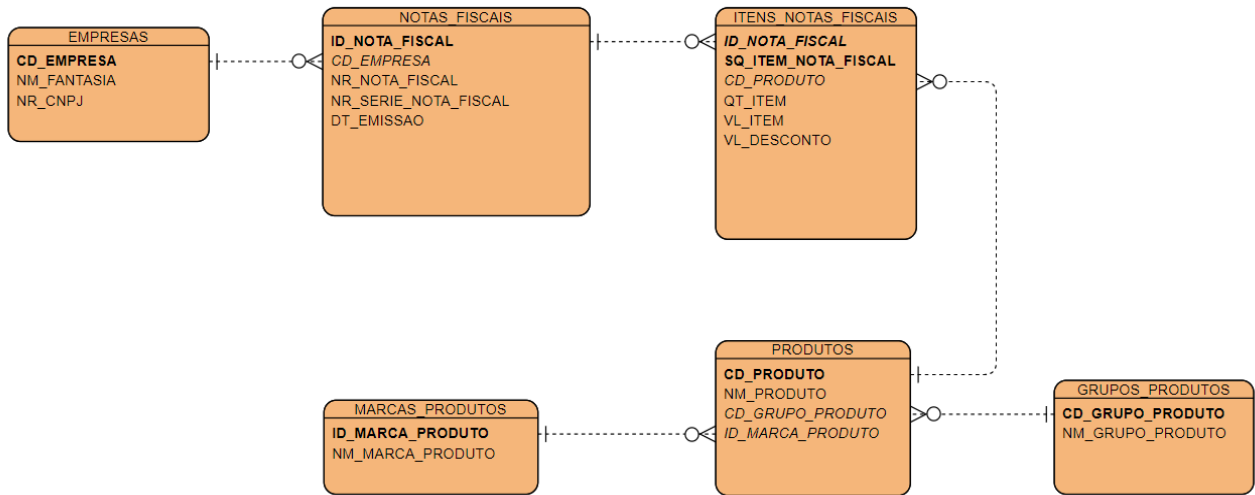 EMPRESAS
CD_EMPRESA
NM_FANTASIA
NR_CNPJ
NOTAS_FISCAIS
ID_NOTA_FISCAL
CD_EMPRESA
NR_NOTA_FISCAL
NR_SERIE_NOTA_FISCAL
DT_EMISSAO
ITENS_NOTAS_FISCAIS
ID_NOTA_FISCAL
SQ_ITEM_NOTA_FISCAL
CD_PRODUTO
QT_ITEM
VL_ITEM
VL_DESCONTO
MARCAS_PRODUTOS
ID_MARCA_PRODUTO
NM_MARCA_PRODUTO
PRODUTOS
CD_PRODUTO
NM_PRODUTO
CD_GRUPO_PRODUTO
ID_MARCA_PRODUTO
GRUPOS_PRODUTOS
CD_GRUPO_PRODUTO
NM_GRUPO_PRODUTO